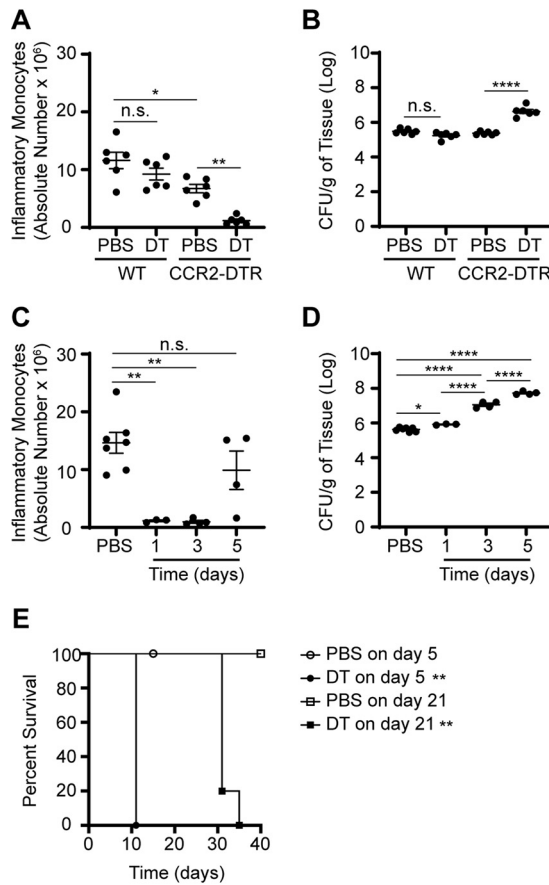 A
Inflammatory Monocytes
(Absolute Number x 10⁶)
30
20
10
0
n.s.
*
**
PBS DT PBS DT
WT CCR2-DTR
B
CFU/g of Tissue (Log)
10
8
6
4
2
0
n.s.
****
PBS DT PBS DT
WT CCR2-DTR
C
Inflammatory Monocytes
(Absolute Number x 10⁶)
30
20
10
0
n.s.
**
**
PBS 1 3 5
Time (days)
D
CFU/g of Tissue (Log)
10
8
6
4
2
0
****
****
**** ****
*
PBS 1 3 5
Time (days)
E
Percent Survival
100
80
60
40
20
0
0 10 20 30 40
Time (days)
PBS on day 5
DT on day 5 **
PBS on day 21
DT on day 21 **